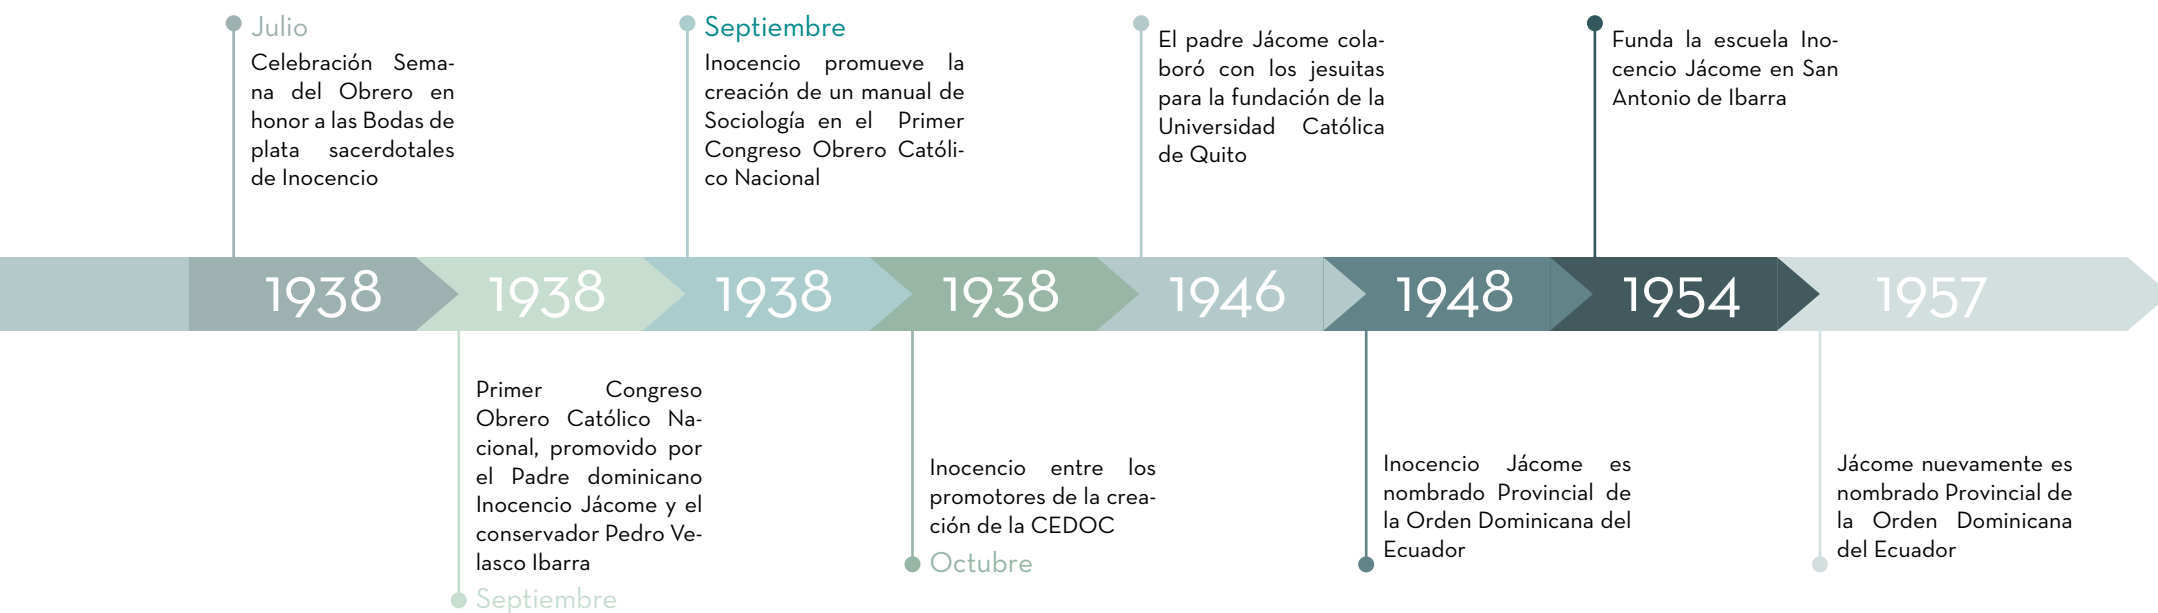 Julio
Celebración Sema-
na del Obrero en
honor a las Bodas de
plata sacerdotales
de Inocencio
Septiembre
Inocencio promueve la
creación de un manual de
Sociología en el Primer
Congreso Obrero Católi-
co Nacional
El padre Jácome cola-
boró con los jesuitas
para la fundación de la
Universidad Católica
de Quito
Funda la escuela Ino-
cencio Jácome en San
Antonio de Ibarra
1938
1938
1938
1938
1946
1948
1954
1957
Primer Congreso
Obrero Católico Na-
cional, promovido por
el Padre dominicano
Inocencio Jácome y el
conservador Pedro Ve-
lasco Ibarra
Septiembre
Inocencio entre los
promotores de la crea-
ción de la CEDOC
Octubre
Inocencio Jácome es
nombrado Provincial de
la Orden Dominicana del
Ecuador
Jácome nuevamente es
nombrado Provincial de
la Orden Dominicana
del Ecuador